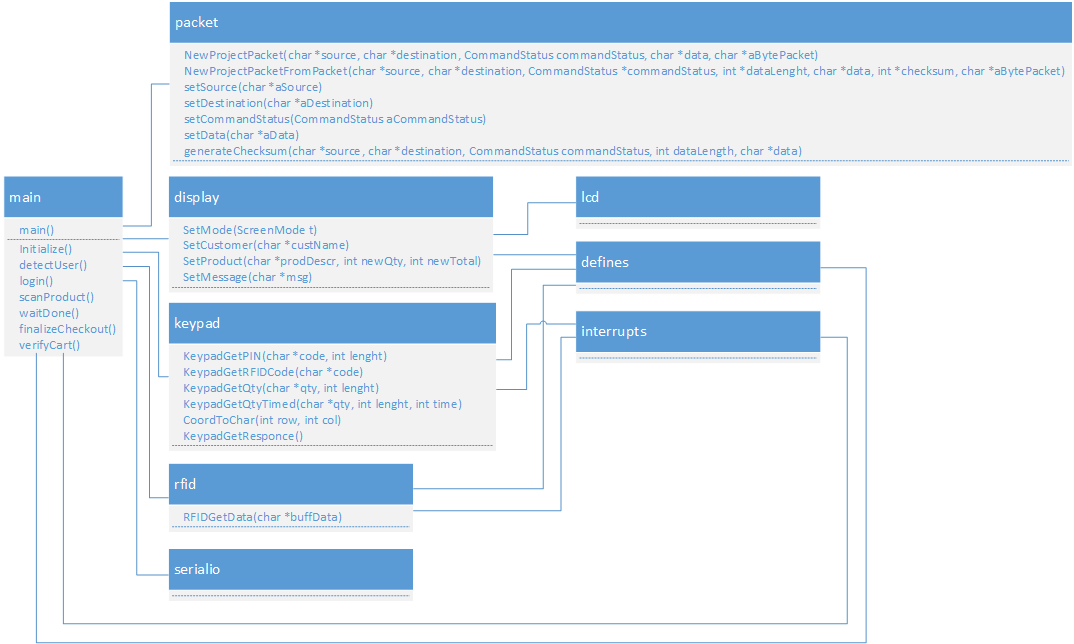 packet
NewProjectPacket(char *source, char *destination, CommandStatus commandStatus, char *data, char *aBytePacket)
NewProjectPacketFromPacket(char *source, char *destination, CommandStatus *commandStatus, int *dataLenght, char *data, int *checksum, char *aBytePacket)
setSource(char *aSource)
setDestination(char *aDestination)
setCommandStatus(CommandStatus aCommandStatus)
setData(char *aData)
generateChecksum(char *source, char *destination, CommandStatus commandStatus, int dataLength, char *data)
main
main()
Initialize()
detectUser()
login()
scanProduct()
waitDone()
finalizeCheckout()
verifyCart()
display
SetMode(ScreenMode t)
SetCustomer(char *custName)
SetProduct(char *prodDescr, int newQty, int newTotal)
SetMessage(char *msg)
lcd
defines
interrupts
keypad
KeypadGetPIN(char *code, int lenght)
KeypadGetRFIDCode(char *code)
KeypadGetQty(char *qty, int lenght)
KeypadGetQtyTimed(char *qty, int lenght, int time)
CoordToChar(int row, int col)
KeypadGetResponce()
rfid
RFIDGetData(char *buffData)
serialio